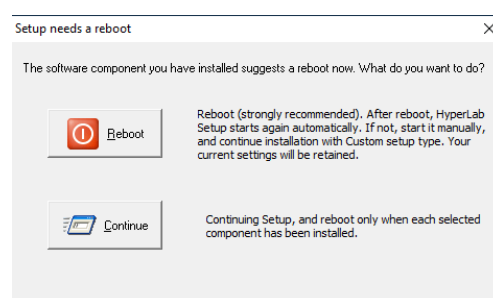 Setup needs a reboot
The software component you have installed suggests a reboot now. What do you want to do?
Reboot
Reboot (strongly recommended). After reboot, HyperLab
Setup starts again automatically. If not, start it manually,
and continue installation with Custom setup type. Your
current settings will be retained.
Continue
Continuing Setup, and reboot only when each selected
component has been installed.